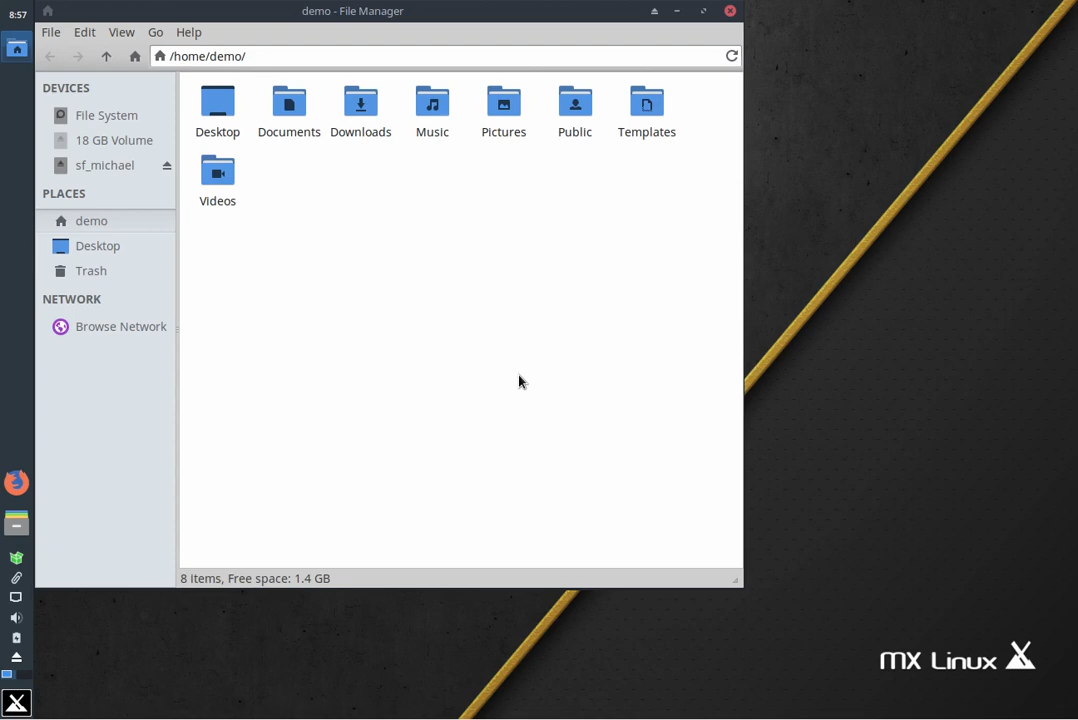 8:57
demo - File Manager
File Edit View Go Help
/home/demo/
DEVICES
File System
18 GB Volume
sf_michael
PLACES
demo
Desktop
Trash
NETWORK
Browse Network
Desktop Documents Downloads Music Pictures Public Templates
Videos
8 items, Free space: 1.4 GB
MX Linux